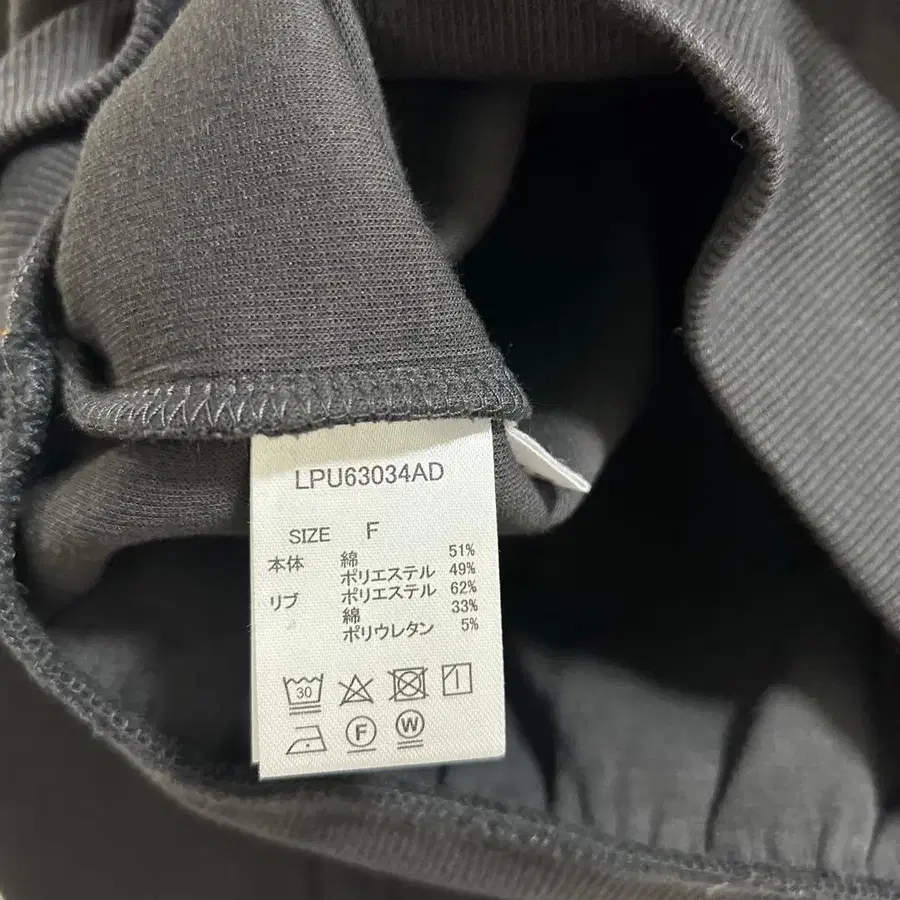 LPU63034AD
SIZE F
本体 綿 51%
ポリエステル 49%
リブ ポリエステル 62%
綿 33%
ポリウレタン 5%
30
F W